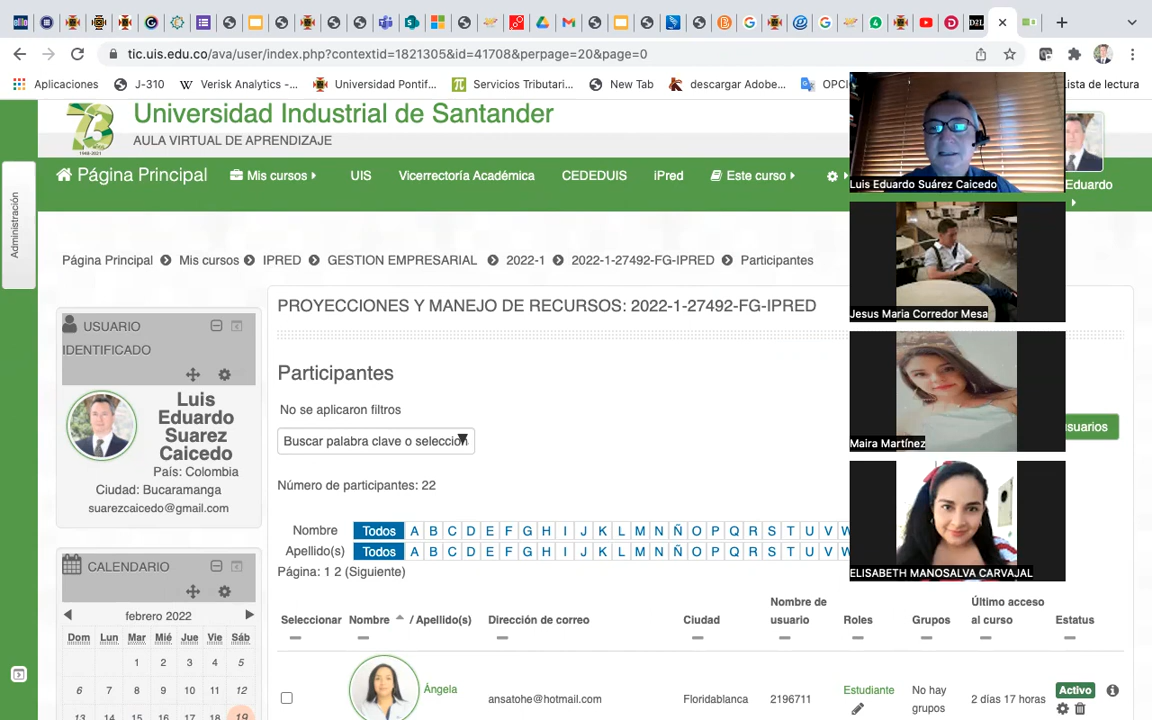 tic.uis.edu.co/ava/user/index.php?contextid=1821305&id=41708&perpage=20&page=0
Aplicaciones
J-310
Verisk Analytics -...
Universidad Pontif...
Servicios Tributari...
New Tab
descargar Adobe...
OPCI
Lista de lectura
Universidad Industrial de Santander
AULA VIRTUAL DE APRENDIZAJE
Página Principal
Mis cursos
UIS
Vicerrectoría Académica
CEDEDUIS
iPred
Este curso
Eduardo
Administración
Luis Eduardo Suárez Caicedo
Jesus Maria Corredor Mesa
Maira Martínez
ELISABETH MANOSALVA CARVAJAL
Página Principal
Mis cursos
IPRED
GESTION EMPRESARIAL
2022-1
2022-1-27492-FG-IPRED
Participantes
USUARIO
IDENTIFICADO
Luis
Eduardo
Suarez
Caicedo
País: Colombia
Ciudad: Bucaramanga
suarezcaicedo@gmail.com
CALENDARIO
febrero 2022
Dom Lun Mar Mié Jue Vie Sáb
1 2 3 4 5
6 7 8 9 10 11 12
13 14 15 16 17 18 19
PROYECCIONES Y MANEJO DE RECURSOS: 2022-1-27492-FG-IPRED
Participantes
No se aplicaron filtros
Buscar palabra clave o seleccion
usuarios
Número de participantes: 22
Nombre Todos A B C D E F G H I J K L M N Ñ O P Q R S T U V W
Apellido(s) Todos A B C D E F G H I J K L M N Ñ O P Q R S T U V W
Página: 1 2 (Siguiente)
Seleccionar
Nombre / Apellido(s)
Dirección de correo
Ciudad
Nombre de
usuario
Roles
Grupos
Último acceso
al curso
Estatus
Ángela
ansatohe@hotmail.com
Floridablanca
2196711
Estudiante
No hay
grupos
2 días 17 horas
Activo